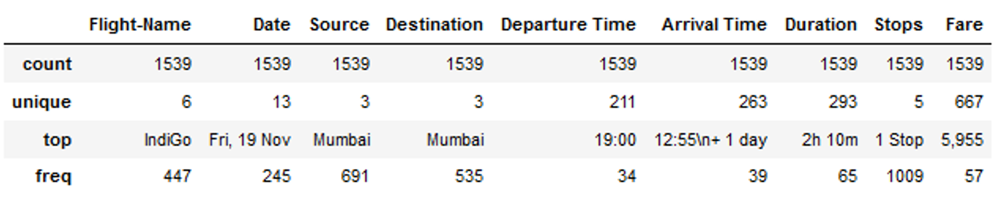 Flight-Name Date Source Destination Departure Time Arrival Time Duration Stops Fare
count 1539 1539 1539 1539 1539 1539 1539 1539 1539
unique 6 13 3 3 211 263 293 5 667
top IndiGo Fri, 19 Nov Mumbai Mumbai 19:00 12:55\n+ 1 day 2h 10m 1 Stop 5,955
freq 447 245 691 535 34 39 65 1009 57